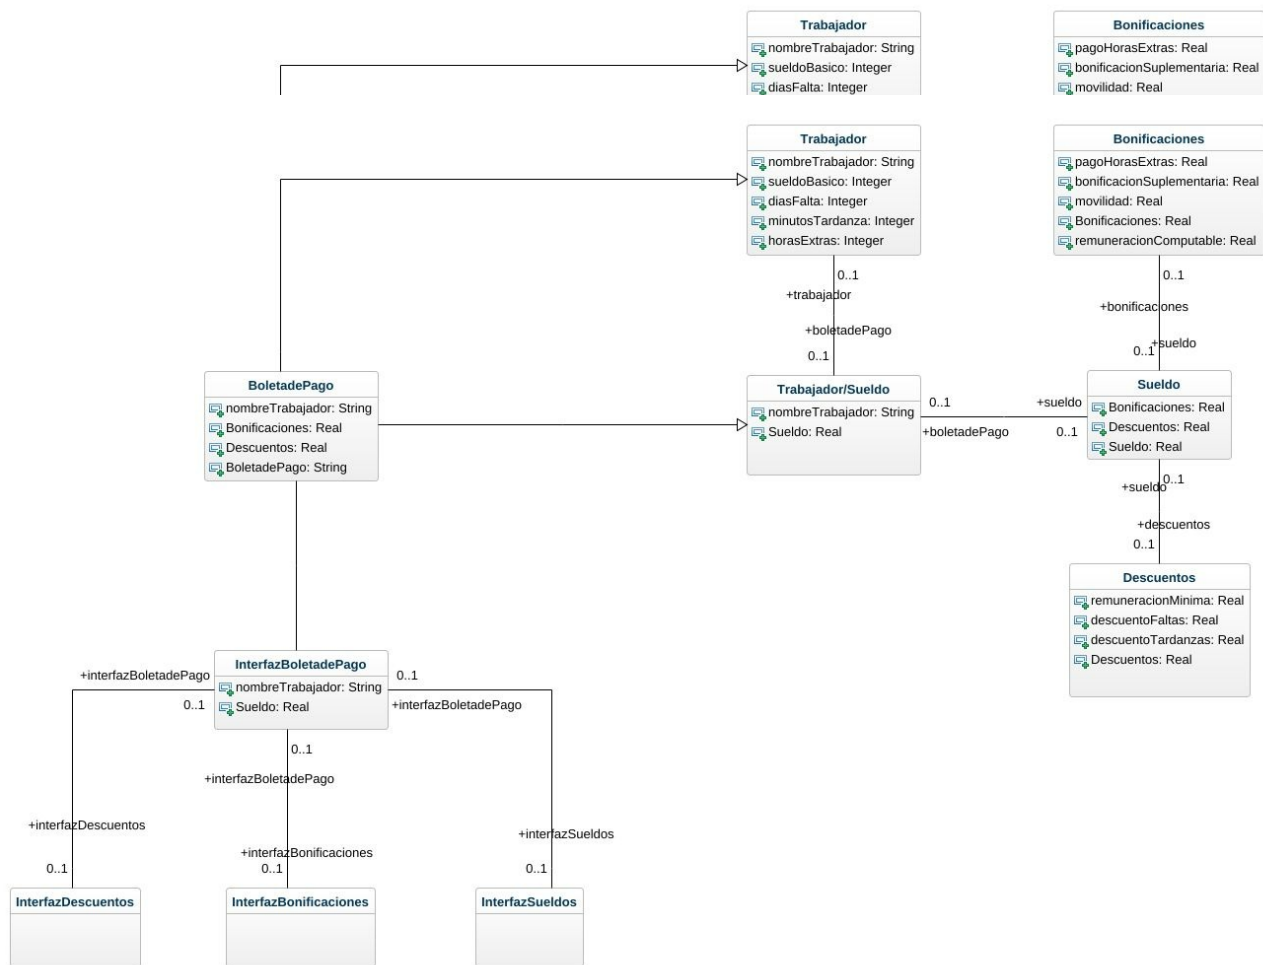 Trabajador
nombreTrabajador: String
sueldoBasico: Integer
diasFalta: Integer
Bonificaciones
pagoHorasExtras: Real
bonificacionSuplementaria: Real
movilidad: Real
Trabajador
nombreTrabajador: String
sueldoBasico: Integer
diasFalta: Integer
minutosTardanza: Integer
horasExtras: Integer
Bonificaciones
pagoHorasExtras: Real
bonificacionSuplementaria: Real
movilidad: Real
Bonificaciones: Real
remuneracionComputable: Real
0..1
+trabajador
+boletadePago
0..1
0..1
+bonificaciones
+sueldo
0..1
BoletadePago
nombreTrabajador: String
Bonificaciones: Real
Descuentos: Real
BoletadePago: String
Trabajador/Sueldo
nombreTrabajador: String
Sueldo: Real
0..1
+boletadePago
+sueldo
0..1
Sueldo
Bonificaciones: Real
Descuentos: Real
Sueldo: Real
0..1
+sueldo
+descuentos
0..1
Descuentos
remuneracionMinima: Real
descuentoFaltas: Real
descuentoTardanzas: Real
Descuentos: Real
InterfazBoletadePago
nombreTrabajador: String
Sueldo: Real
+interfazBoletadePago
0..1
0..1
+interfazBoletadePago
0..1
+interfazBoletadePago
+interfazDescuentos
0..1
+interfazBonificaciones
0..1
+interfazSueldos
0..1
InterfazDescuentos
InterfazBonificaciones
InterfazSueldos